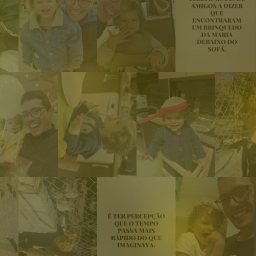 AMIGOS A DIZER
QUE
ENCONTRARAM
UM BRINQUEDO
DA MARIA
DEBAIXO DO
SOFÁ.
É TER PERCEPÇÃO
QUE O TEMPO
PASSA MAIS
RÁPIDO DO QUE
IMAGINAVA.